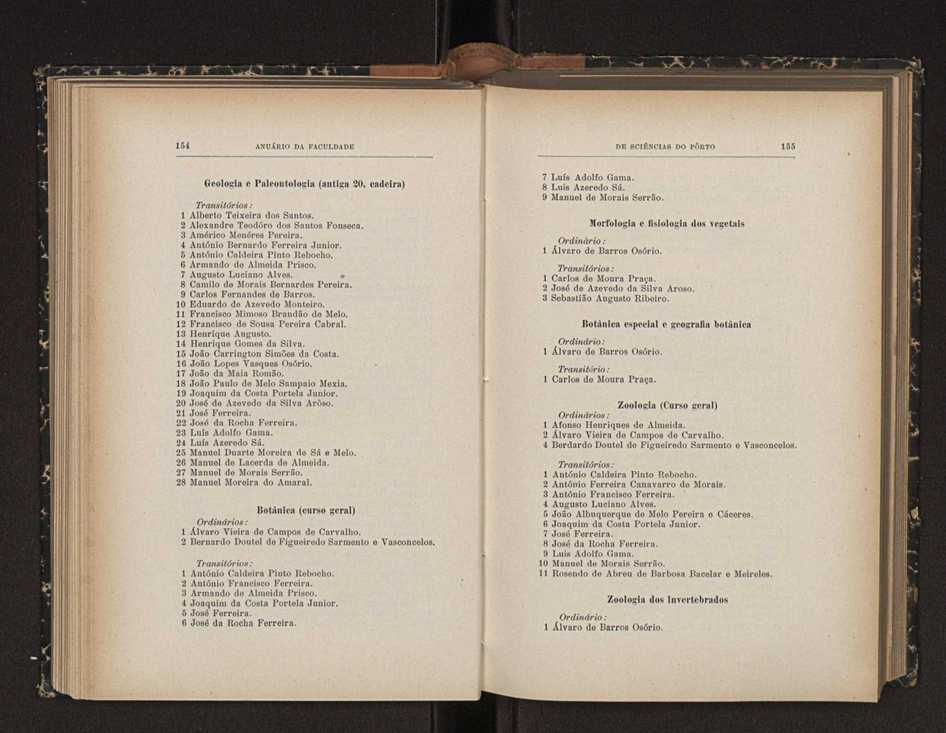 154 ANUÁRIO DA FACULDADE
Geologia e Paleontologia (antiga 20, cadeira)
Transitórios:
1 Alberto Teixeira dos Santos.
2 Alexandre Teodóro dos Santos Fonseca.
3 Américo Menéres Pereira.
4 António Bernardo Ferreira Junior.
5 António Caldeira Pinto Rebocho.
6 Armando de Almeida Prisco.
7 Augusto Luciano Alves.
8 Camilo de Morais Bernardes Pereira.
9 Carlos Fernandes de Barros.
10 Eduardo de Azevedo Monteiro.
11 Francisco Mimoso Brandão de Melo.
12 Francisco de Sousa Pereira Cabral.
13 Henrique Augusto.
14 Henrique Gomes da Silva.
15 João Carrington Simões da Costa.
16 João Lopes Vasques Osório.
17 João da Maia Romão.
18 João Paulo de Melo Sampaio Mexia.
19 Joaquim da Costa Portela Junior.
20 José de Azevedo da Silva Arôso.
21 José Ferreira.
22 José da Rocha Ferreira.
23 Luís Adolfo Gama.
24 Luís Azeredo Sá.
25 Manuel Duarte Moreira de Sá e Melo.
26 Manuel de Lacerda de Almeida.
27 Manuel de Morais Serrão.
28 Manuel Moreira do Amaral.
Botânica (curso geral)
Ordinários:
1 Álvaro Vieira de Campos de Carvalho.
2 Bernardo Doutel de Figueiredo Sarmento e Vasconcelos.
Transitórios:
1 António Caldeira Pinto Rebocho.
2 António Francisco Ferreira.
3 Armando de Almeida Prisco.
4 Joaquim da Costa Portela Junior.
5 José Ferreira.
6 José da Rocha Ferreira.
DE SCIÊNCIAS DO PÔRTO 155
7 Luís Adolfo Gama.
8 Luís Azeredo Sá.
9 Manuel de Morais Serrão.
Morfologia e fisiologia dos vegetais
Ordinário:
1 Álvaro de Barros Osório.
Transitórios:
1 Carlos de Moura Praça.
2 José de Azevedo da Silva Aroso.
3 Sebastião Augusto Ribeiro.
Botânica especial e geografia botânica
Ordinário:
1 Álvaro de Barros Osório.
Transitório:
1 Carlos de Moura Praça.
Zoologia (Curso geral)
Ordinários:
1 Afonso Henriques de Almeida.
2 Álvaro Vieira de Campos de Carvalho.
4 Berdardo Doutel de Figueiredo Sarmento e Vasconcelos.
Transitórios:
1 António Caldeira Pinto Rebocho.
2 António Ferreira Canavarro de Morais.
3 António Francisco Ferreira.
4 Augusto Luciano Alves.
5 João Albuquerque de Melo Pereira e Cáceres.
6 Joaquim da Costa Portela Junior.
7 José Ferreira.
8 José da Rocha Ferreira.
9 Luis Adolfo Gama.
10 Manuel de Morais Serrão.
11 Rosendo de Abreu de Barbosa Bacelar e Meireles.
Zoologia dos Invertebrados
Ordinário:
1 Álvaro de Barros Osório.